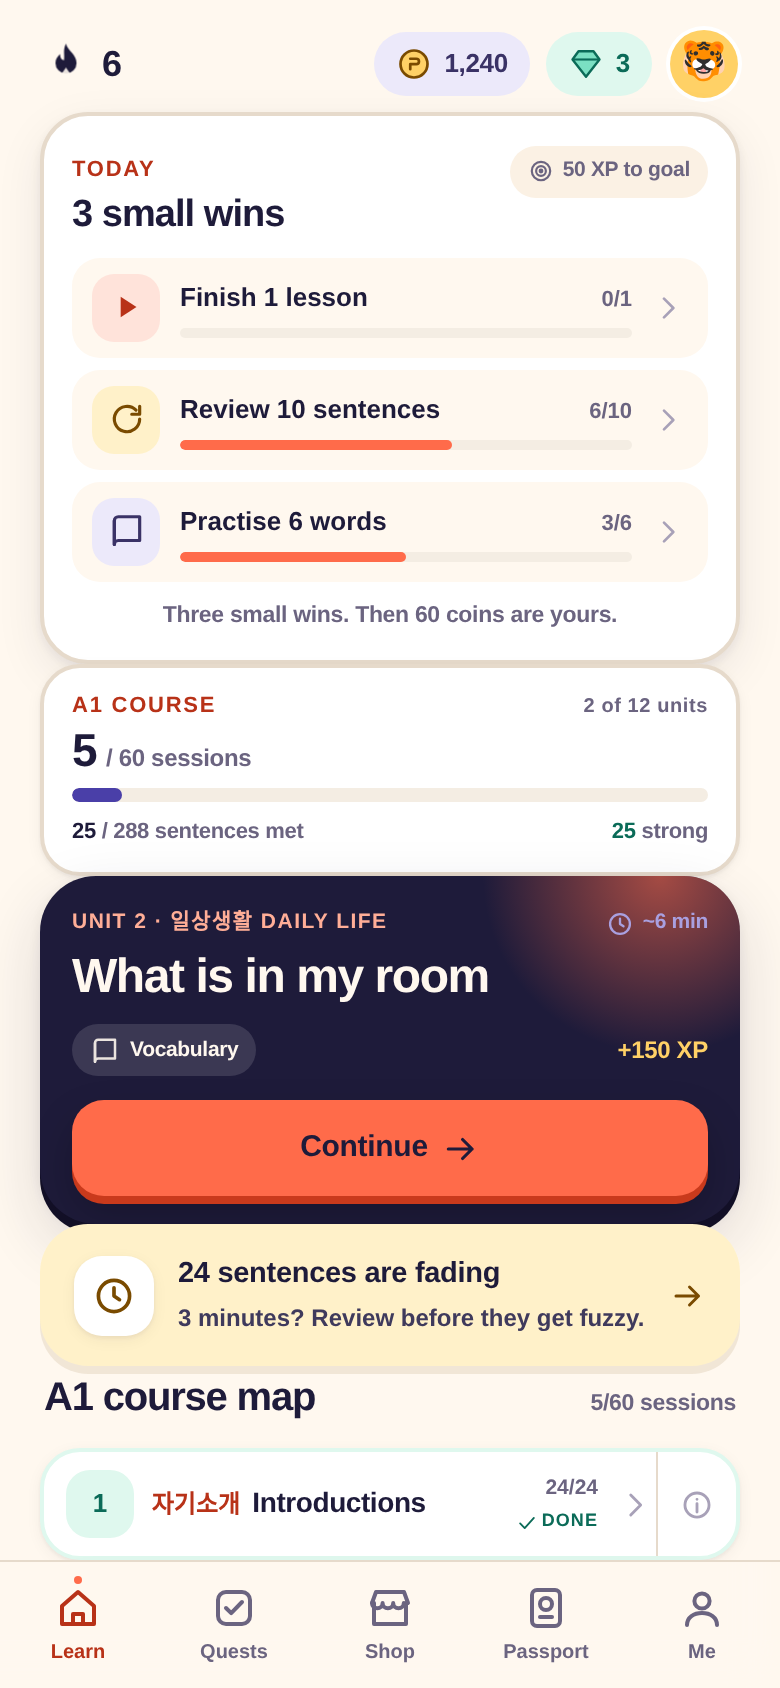 6
1,240
3
TODAY
50 XP to goal
3 small wins
Finish 1 lesson
0/1
Review 10 sentences
6/10
Practise 6 words
3/6
Three small wins. Then 60 coins are yours.
A1 COURSE
2 of 12 units
5 / 60 sessions
25 / 288 sentences met
25 strong
UNIT 2 · 일상생활 DAILY LIFE
~6 min
What is in my room
Vocabulary
+150 XP
Continue
24 sentences are fading
3 minutes? Review before they get fuzzy.
A1 course map
5/60 sessions
1
자기소개 Introductions
24/24
DONE
Learn
Quests
Shop
Passport
Me